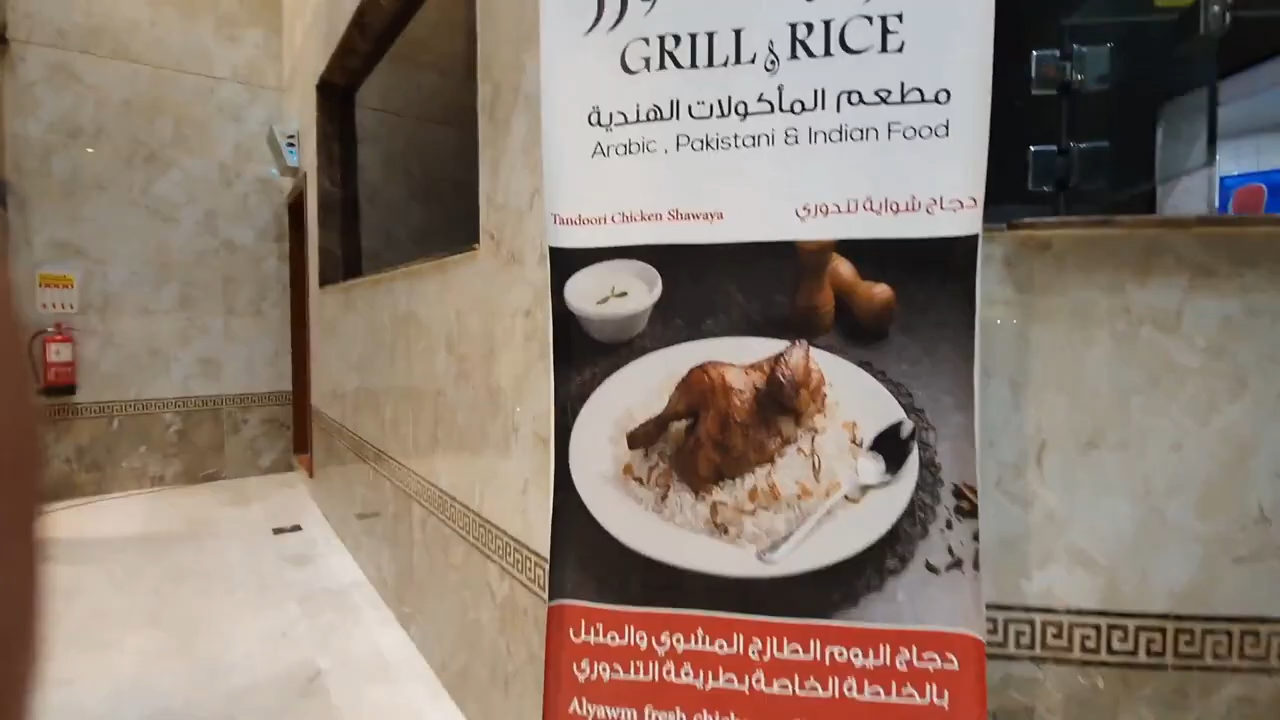 GRILL & RICE
مطعم المأكولات الهندية
Arabic , Pakistani & Indian Food
Tandoori Chicken Shawaya
دجاج شواية تندوري
دجاج اليوم الطازج المشوي والمتبل
بالخلطة الخاصة بطريقة التندوري
Alyawm fresh